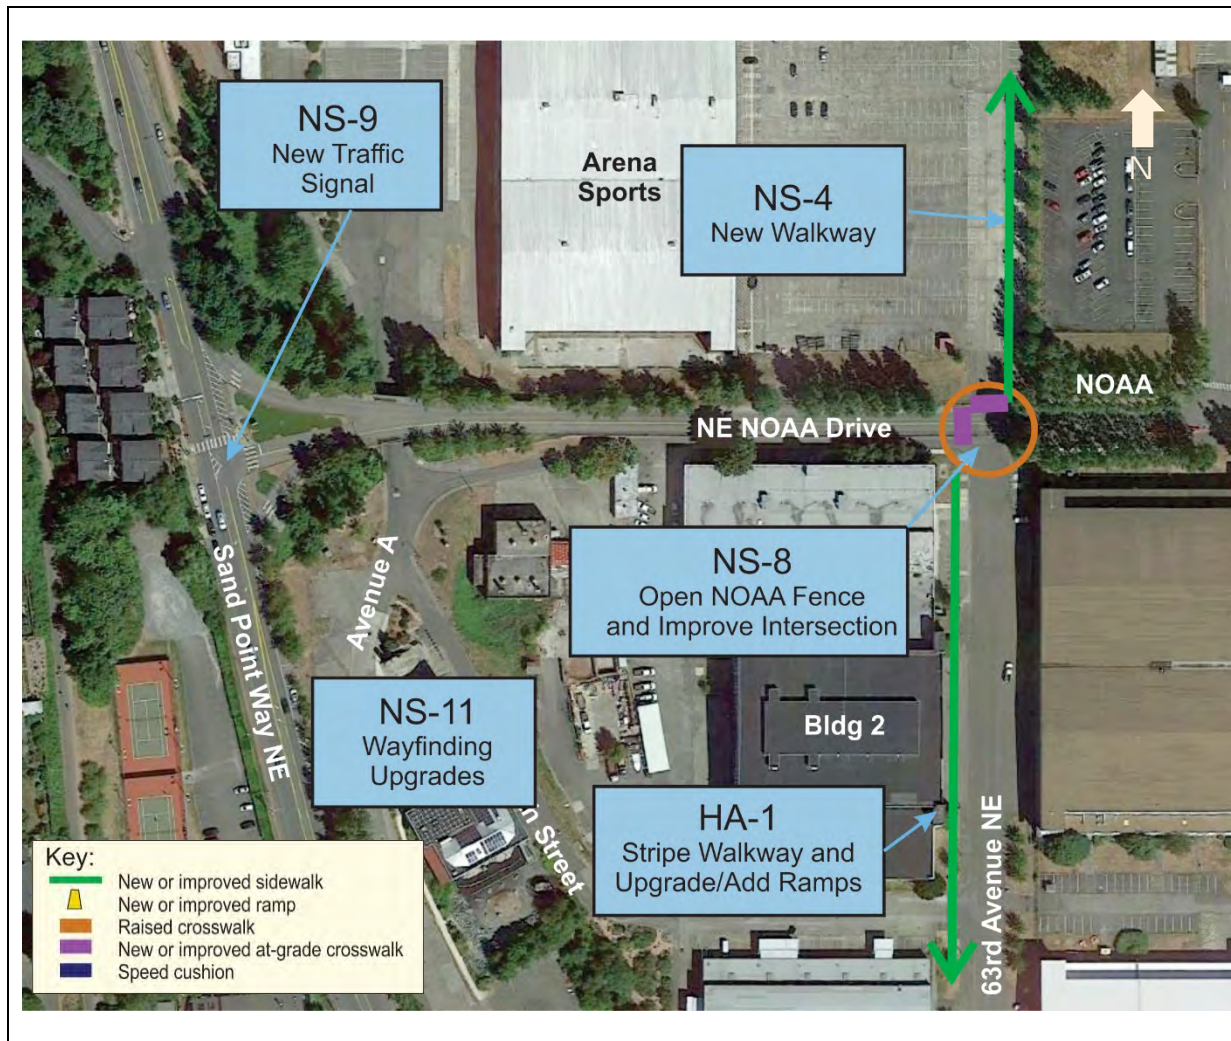 NS-9
New Traffic
Signal
Arena
Sports
NS-4
New Walkway
N
NOAA
NE NOAA Drive
Sand Point Way NE
Avenue A
NS-8
Open NOAA Fence
and Improve Intersection
NS-11
Wayfinding
Upgrades
Bldg 2
HA-1
Stripe Walkway and
Upgrade/Add Ramps
Street
63rd Avenue NE
Key:
New or improved sidewalk
New or improved ramp
Raised crosswalk
New or improved at-grade crosswalk
Speed cushion